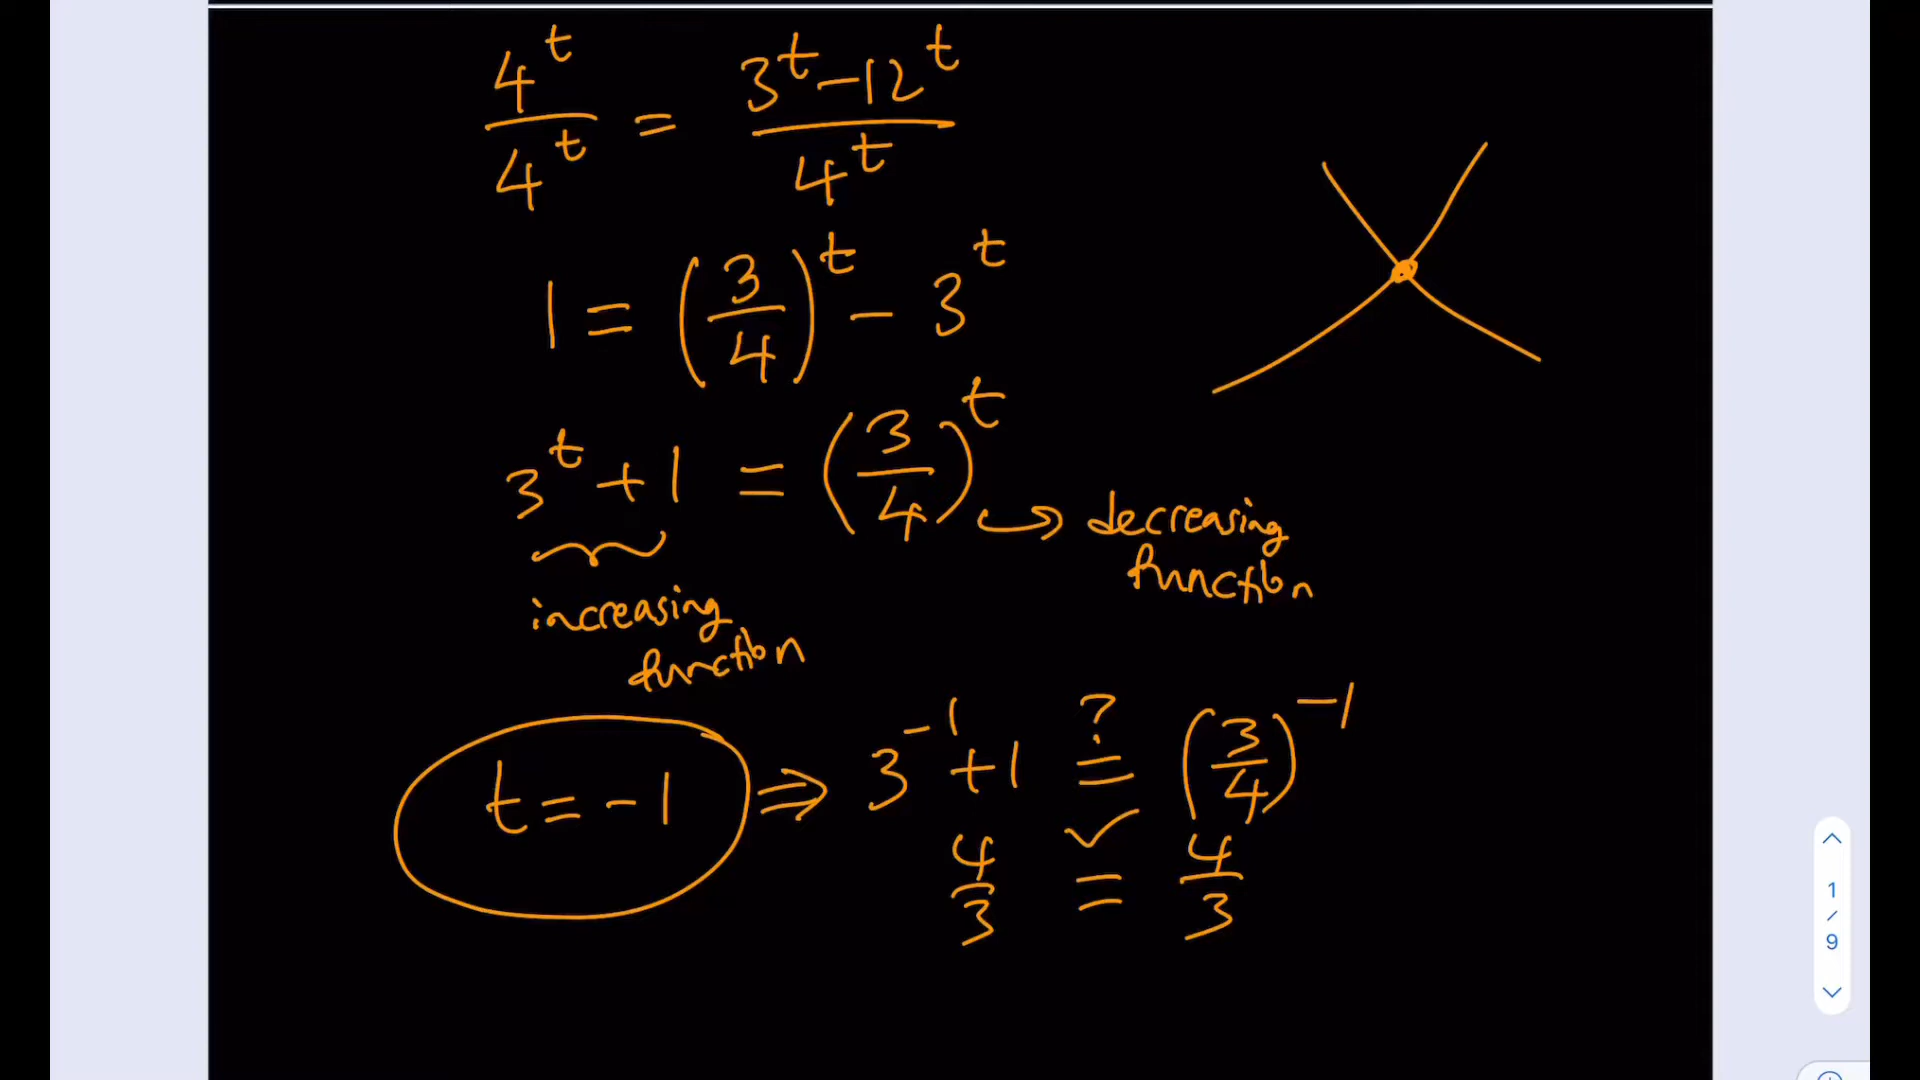 4^t / 4^t = (3^t - 12^t) / 4^t
1 = (3/4)^t - 3^t
3^t + 1 = (3/4)^t
decreasing
function
increasing
function
t = -1 ⇒ 3^-1 + 1 ≟ (3/4)^-1
✓
4/3 = 4/3
1
/
9